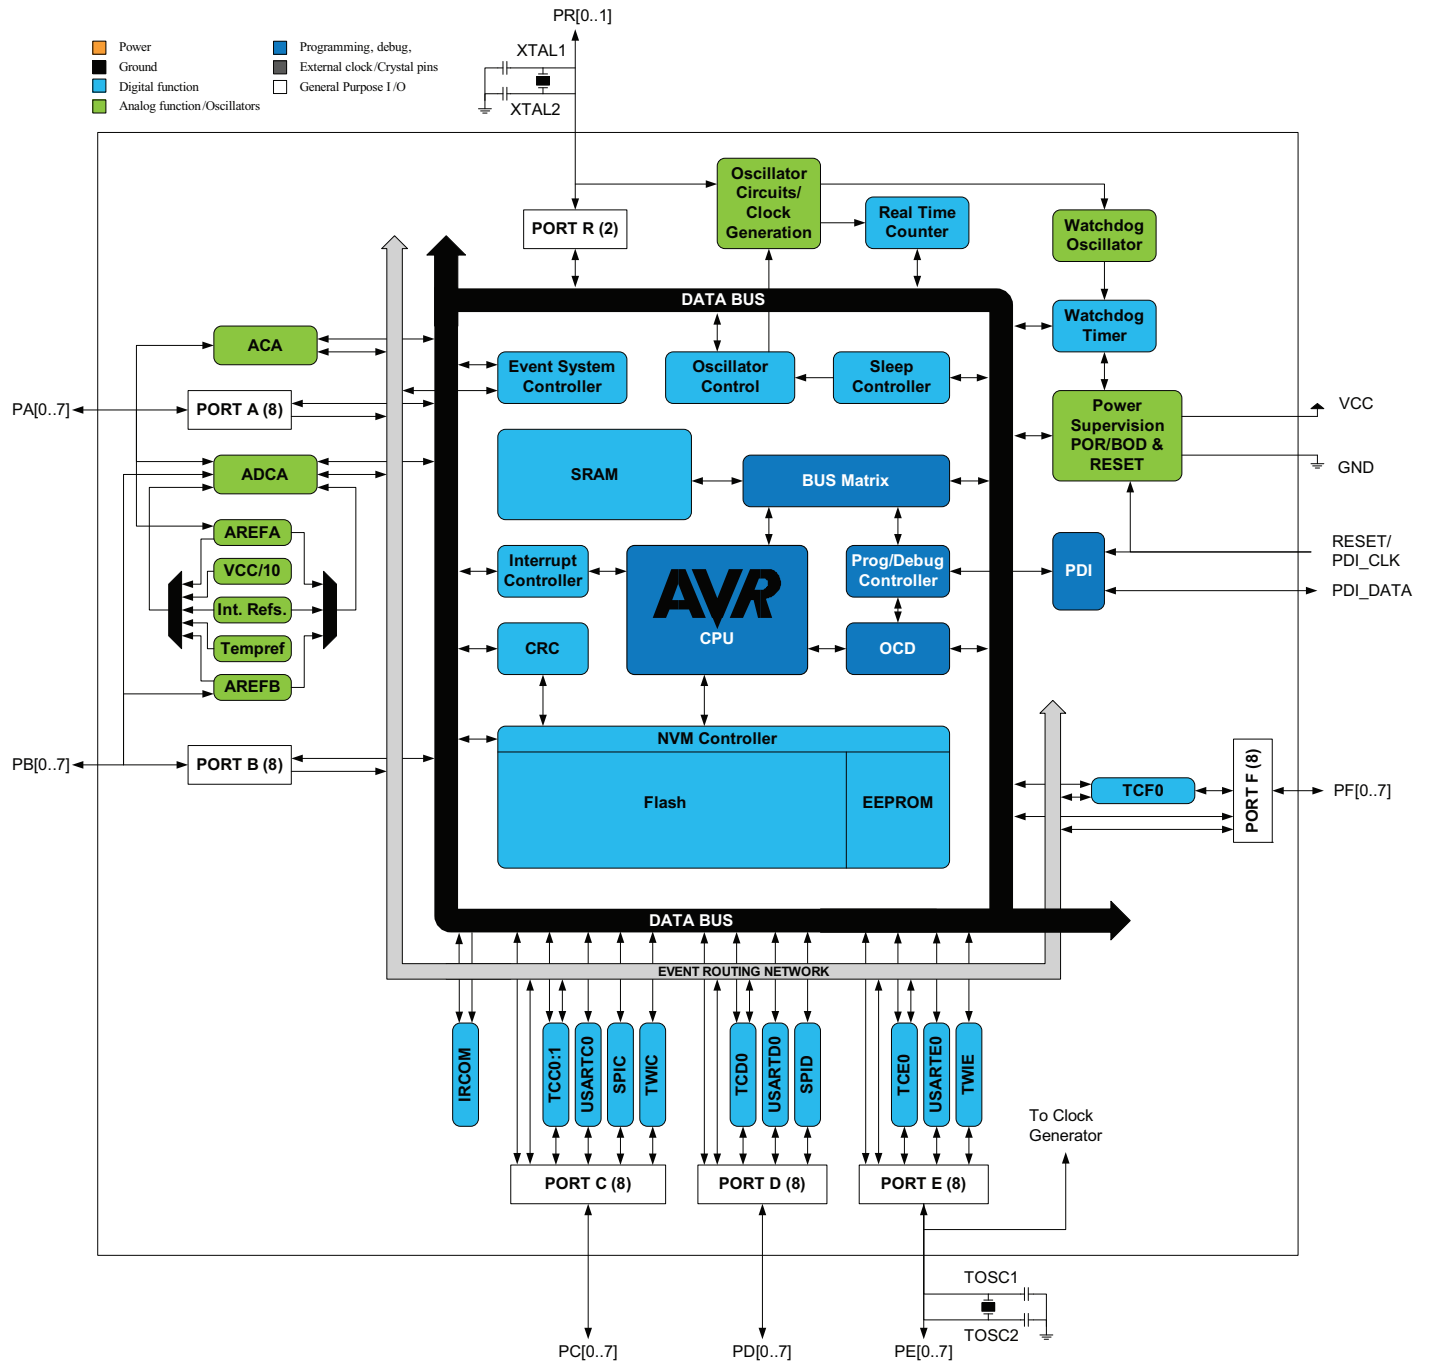 PR[0..1]
Power
Ground
Digital function
Analog function/Oscillators
Programming, debug,
External clock/Crystal pins
General Purpose I/O
XTAL1
XTAL2
Oscillator
Circuits/
Clock
Generation
Real Time
Counter
PORT R (2)
Watchdog
Oscillator
DATA BUS
Watchdog
Timer
ACA
Event System
Controller
Oscillator
Control
Sleep
Controller
PA[0..7]
PORT A (8)
Power
Supervision
POR/BOD &
RESET
VCC
GND
ADCA
SRAM
BUS Matrix
AREFA
VCC/10
Int. Refs.
Tempref
AREFB
Interrupt
Controller
AVR
CPU
Prog/Debug
Controller
PDI
RESET/
PDI_CLK
PDI_DATA
CRC
OCD
NVM Controller
Flash
EEPROM
PB[0..7]
PORT B (8)
TCF0
PORT F (8)
PF[0..7]
DATA BUS
EVENT ROUTING NETWORK
IRCOM
TCC0:1
USARTC0
SPIC
TWIC
TCD0
USARTD0
SPID
TCE0
USARTE0
TWIE
To Clock
Generator
PORT C (8)
PORT D (8)
PORT E (8)
TOSC1
TOSC2
PC[0..7]
PD[0..7]
PE[0..7]